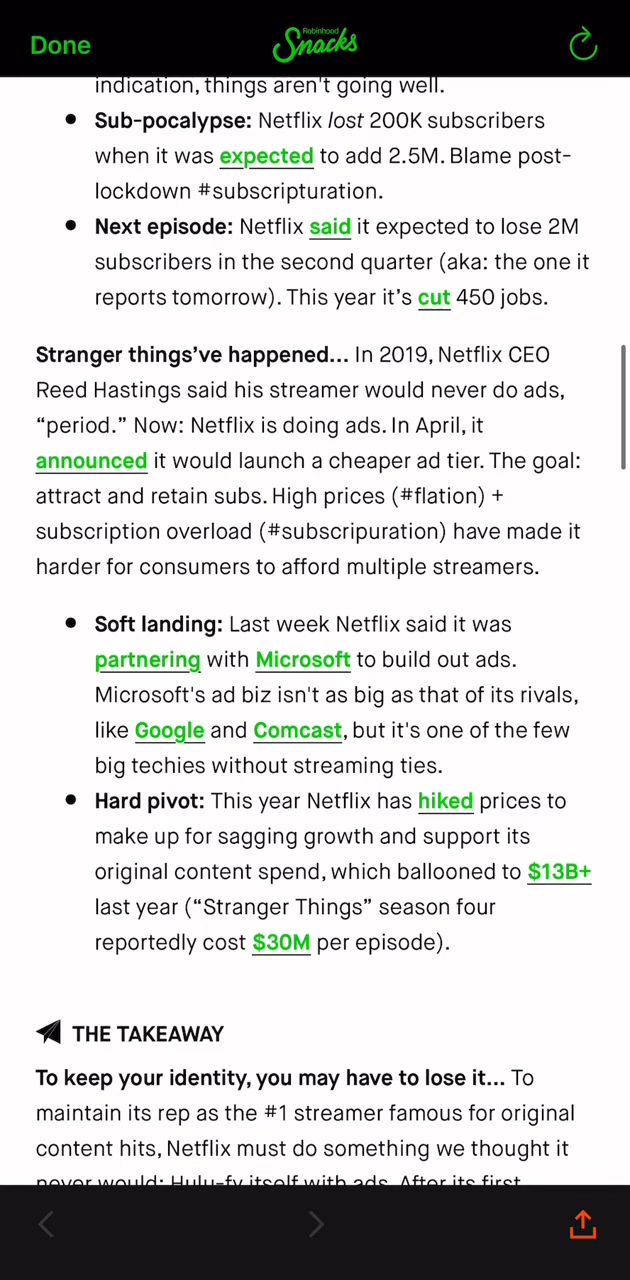 Done
Robinhood
Snacks
indication, things aren't going well.
• Sub-pocalypse: Netflix lost 200K subscribers
when it was expected to add 2.5M. Blame post-
lockdown #subscripturation.
• Next episode: Netflix said it expected to lose 2M
subscribers in the second quarter (aka: the one it
reports tomorrow). This year it’s cut 450 jobs.
Stranger things’ve happened... In 2019, Netflix CEO
Reed Hastings said his streamer would never do ads,
“period.” Now: Netflix is doing ads. In April, it
announced it would launch a cheaper ad tier. The goal:
attract and retain subs. High prices (#flation) +
subscription overload (#subscripuration) have made it
harder for consumers to afford multiple streamers.
• Soft landing: Last week Netflix said it was
partnering with Microsoft to build out ads.
Microsoft's ad biz isn't as big as that of its rivals,
like Google and Comcast, but it's one of the few
big techies without streaming ties.
• Hard pivot: This year Netflix has hiked prices to
make up for sagging growth and support its
original content spend, which ballooned to $13B+
last year (“Stranger Things” season four
reportedly cost $30M per episode).
THE TAKEAWAY
To keep your identity, you may have to lose it... To
maintain its rep as the #1 streamer famous for original
content hits, Netflix must do something we thought it
never would: Hulu-fy itself with ads. After its first